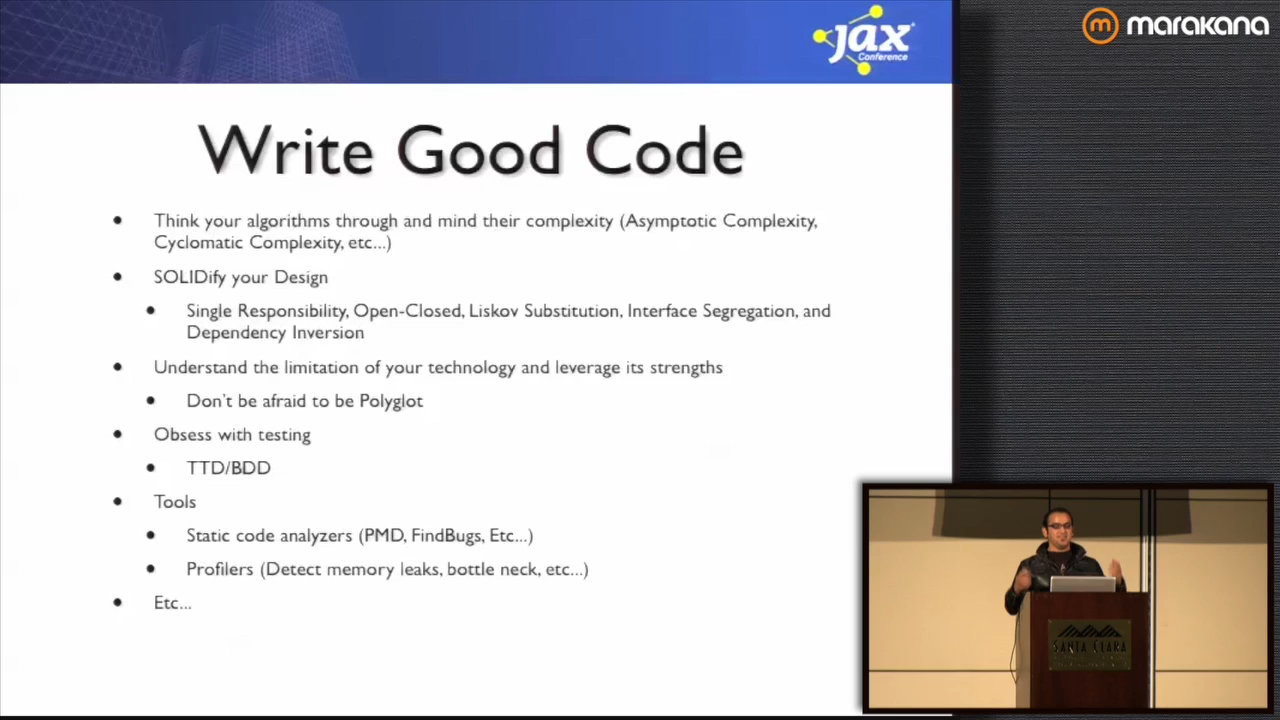 jax
Conference
marakana
Write Good Code
Think your algorithms through and mind their complexity (Asymptotic Complexity,
Cyclomatic Complexity, etc...)
SOLIDify your Design
Single Responsibility, Open-Closed, Liskov Substitution, Interface Segregation, and
Dependency Inversion
Understand the limitation of your technology and leverage its strengths
Don't be afraid to be Polyglot
Obsess with testing
TTD/BDD
Tools
Static code analyzers (PMD, FindBugs, Etc...)
Profilers (Detect memory leaks, bottle neck, etc...)
Etc...
SANTA CLARA